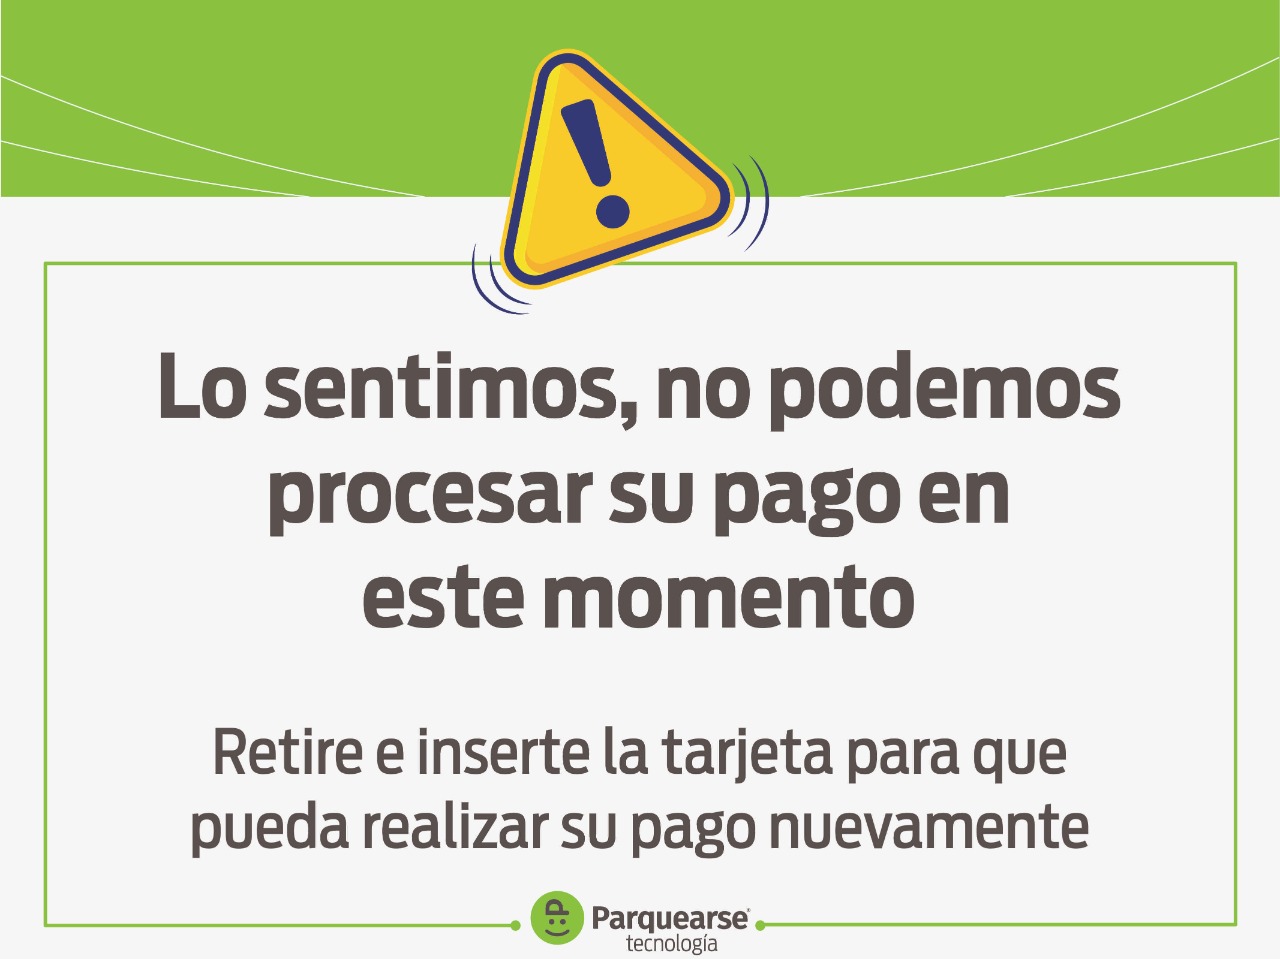 Lo sentimos, no podemos
procesar su pago en
este momento
Retire e inserte la tarjeta para que
pueda realizar su pago nuevamente
Parquearse®
tecnología